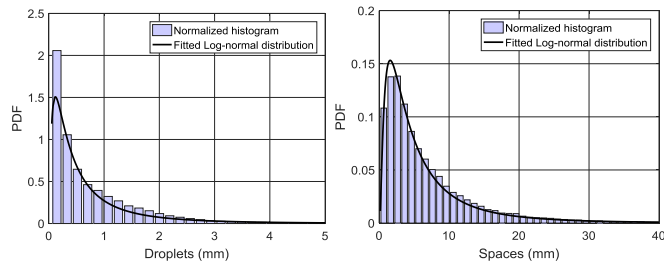 Normalized histogram
Fitted Log-normal distribution
PDF
2.5
2
1.5
1
0.5
0
0 1 2 3 4 5
Droplets (mm)
Normalized histogram
Fitted Log-normal distribution
PDF
0.2
0.15
0.1
0.05
0
0 10 20 30 40
Spaces (mm)